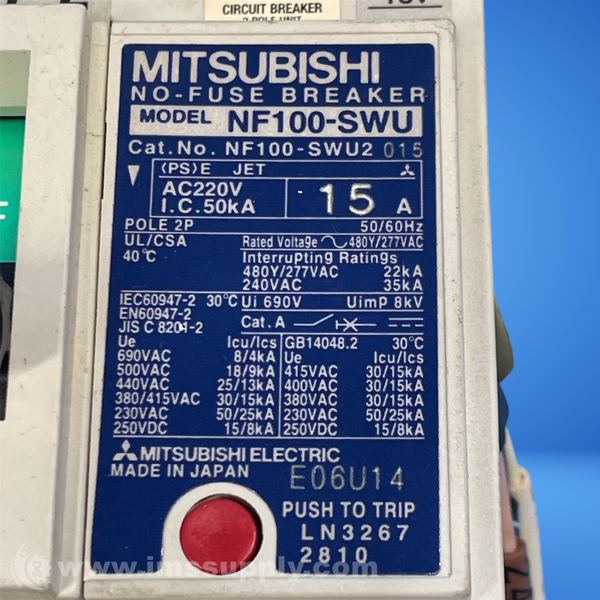 CIRCUIT BREAKER
2 POLE UNIT
MITSUBISHI
NO-FUSE BREAKER
MODEL NF100-SWU
Cat.No. NF100-SWU2 015
⟨PS⟩E JET
AC220V
I.C.50kA
15 A
POLE 2P 50/60Hz
UL/CSA Rated Voltage 480Y/277VAC
40℃ Interrupting Ratings
480Y/277VAC 22kA
240VAC 35kA
IEC60947-2 30℃ Ui 690V Uimp 8kV
EN60947-2
JIS C 8201-2
Cat.A
Ue Icu/Ics
690VAC 8/4kA
500VAC 18/9kA
440VAC 25/13kA
380/415VAC 30/15kA
230VAC 50/25kA
250VDC 15/8kA
GB14048.2 30℃
Ue Icu/Ics
415VAC 30/15kA
400VAC 30/15kA
380VAC 30/15kA
230VAC 50/25kA
250VDC 15/8kA
MITSUBISHI ELECTRIC
MADE IN JAPAN E06U14
PUSH TO TRIP
LN3267
2810
www.imssupply.com